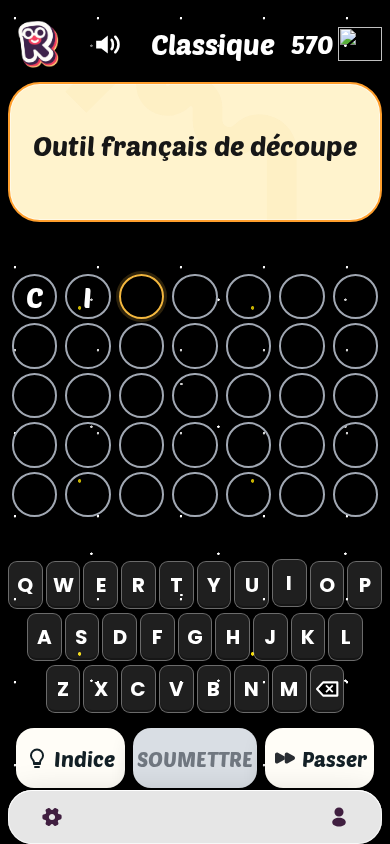 R
Classique 570
Outil français de découpe
C I
Q W E R T Y U I O P
A S D F G H J K L
Z X C V B N M
Indice SOUMETTRE Passer